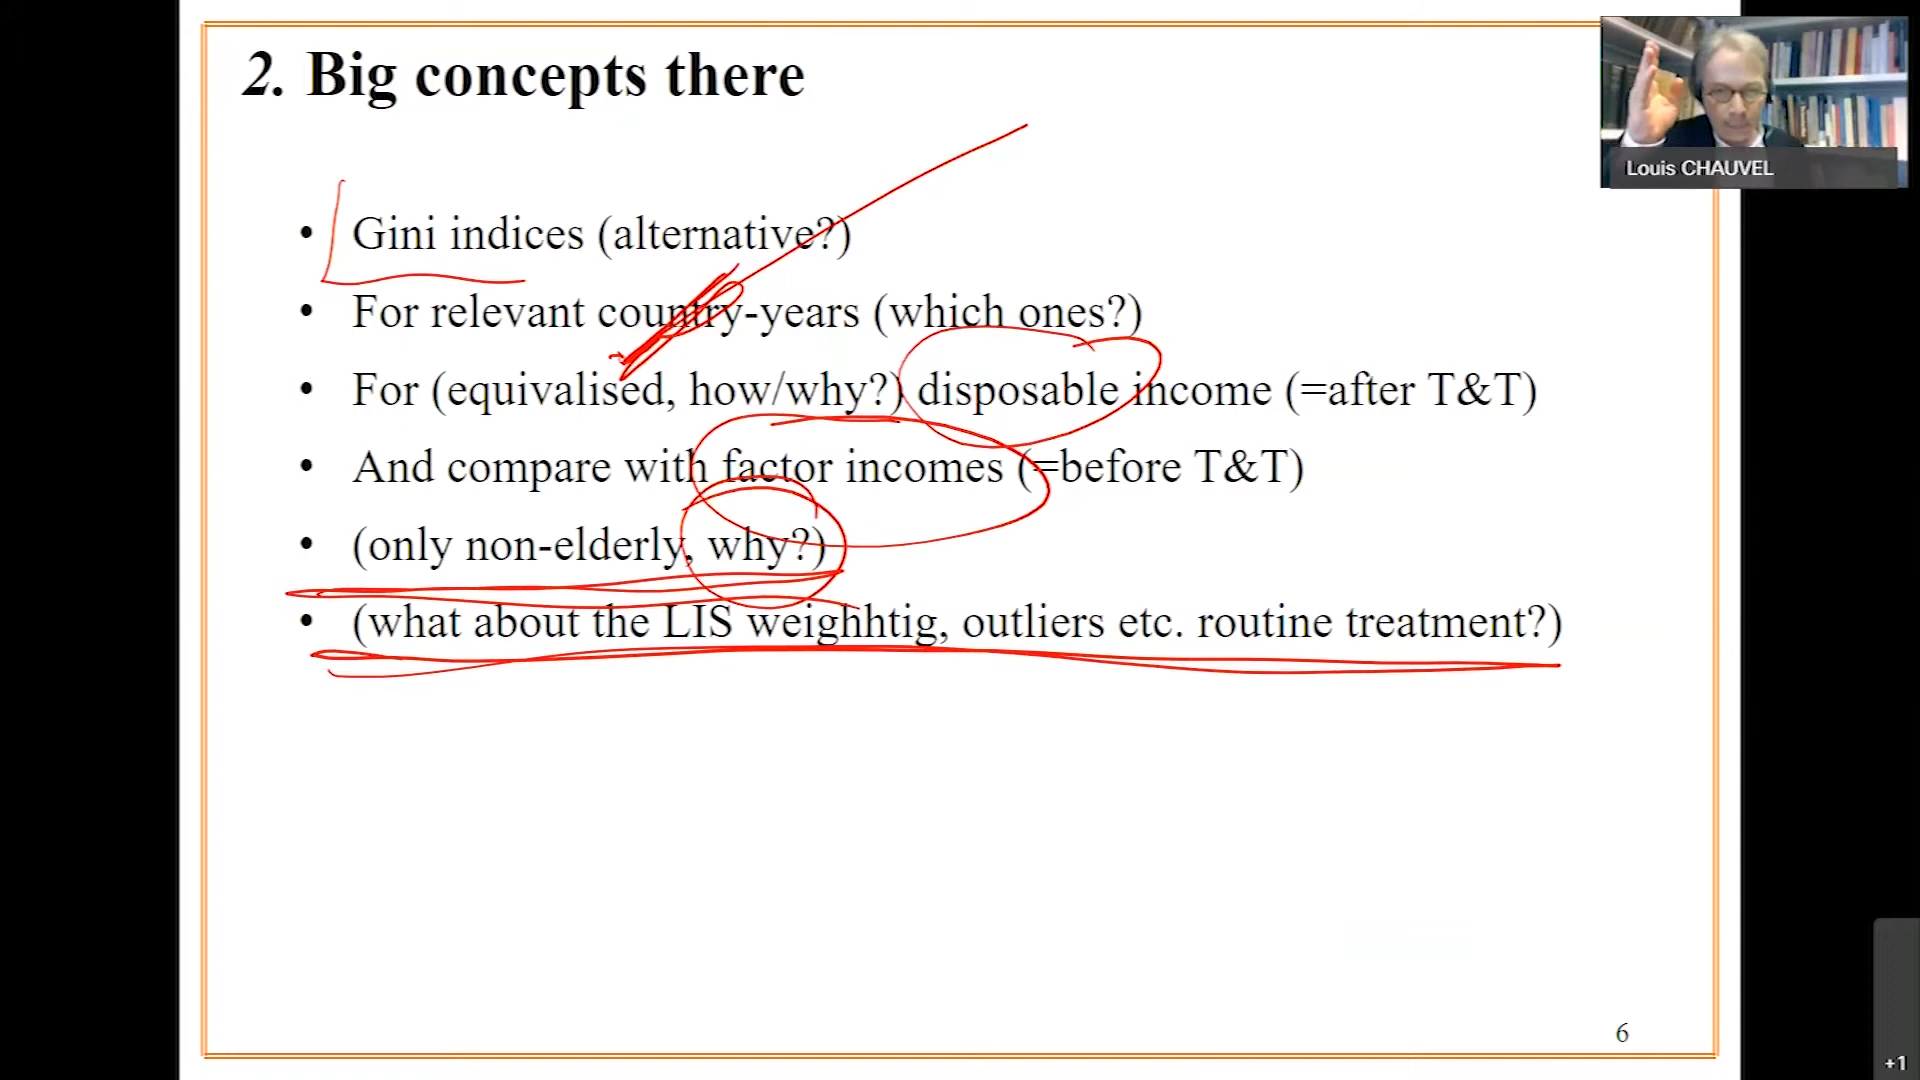 2. Big concepts there
Louis CHAUVEL
• Gini indices (alternative?)
• For relevant country-years (which ones?)
• For (equivalised, how/why?) disposable income (=after T&T)
• And compare with factor incomes (=before T&T)
• (only non-elderly, why?)
• (what about the LIS weighhtig, outliers etc. routine treatment?)
6
+1